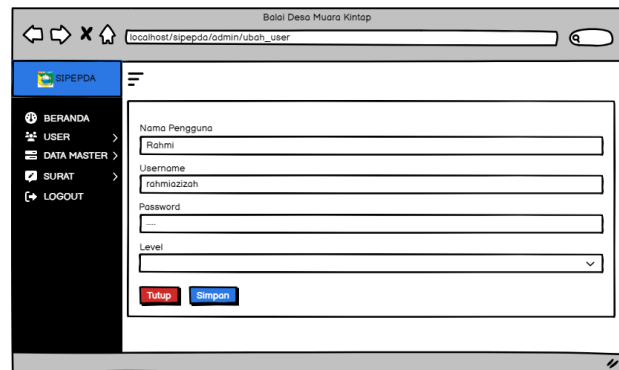 Balai Desa Muara Kintap
localhost/sipepda/admin/ubah_user
SIPEPDA
BERANDA
USER
DATA MASTER
SURAT
LOGOUT
Nama Pengguna
Rahmi
Username
rahmiazizah
Password
....
Level
Tutup Simpan